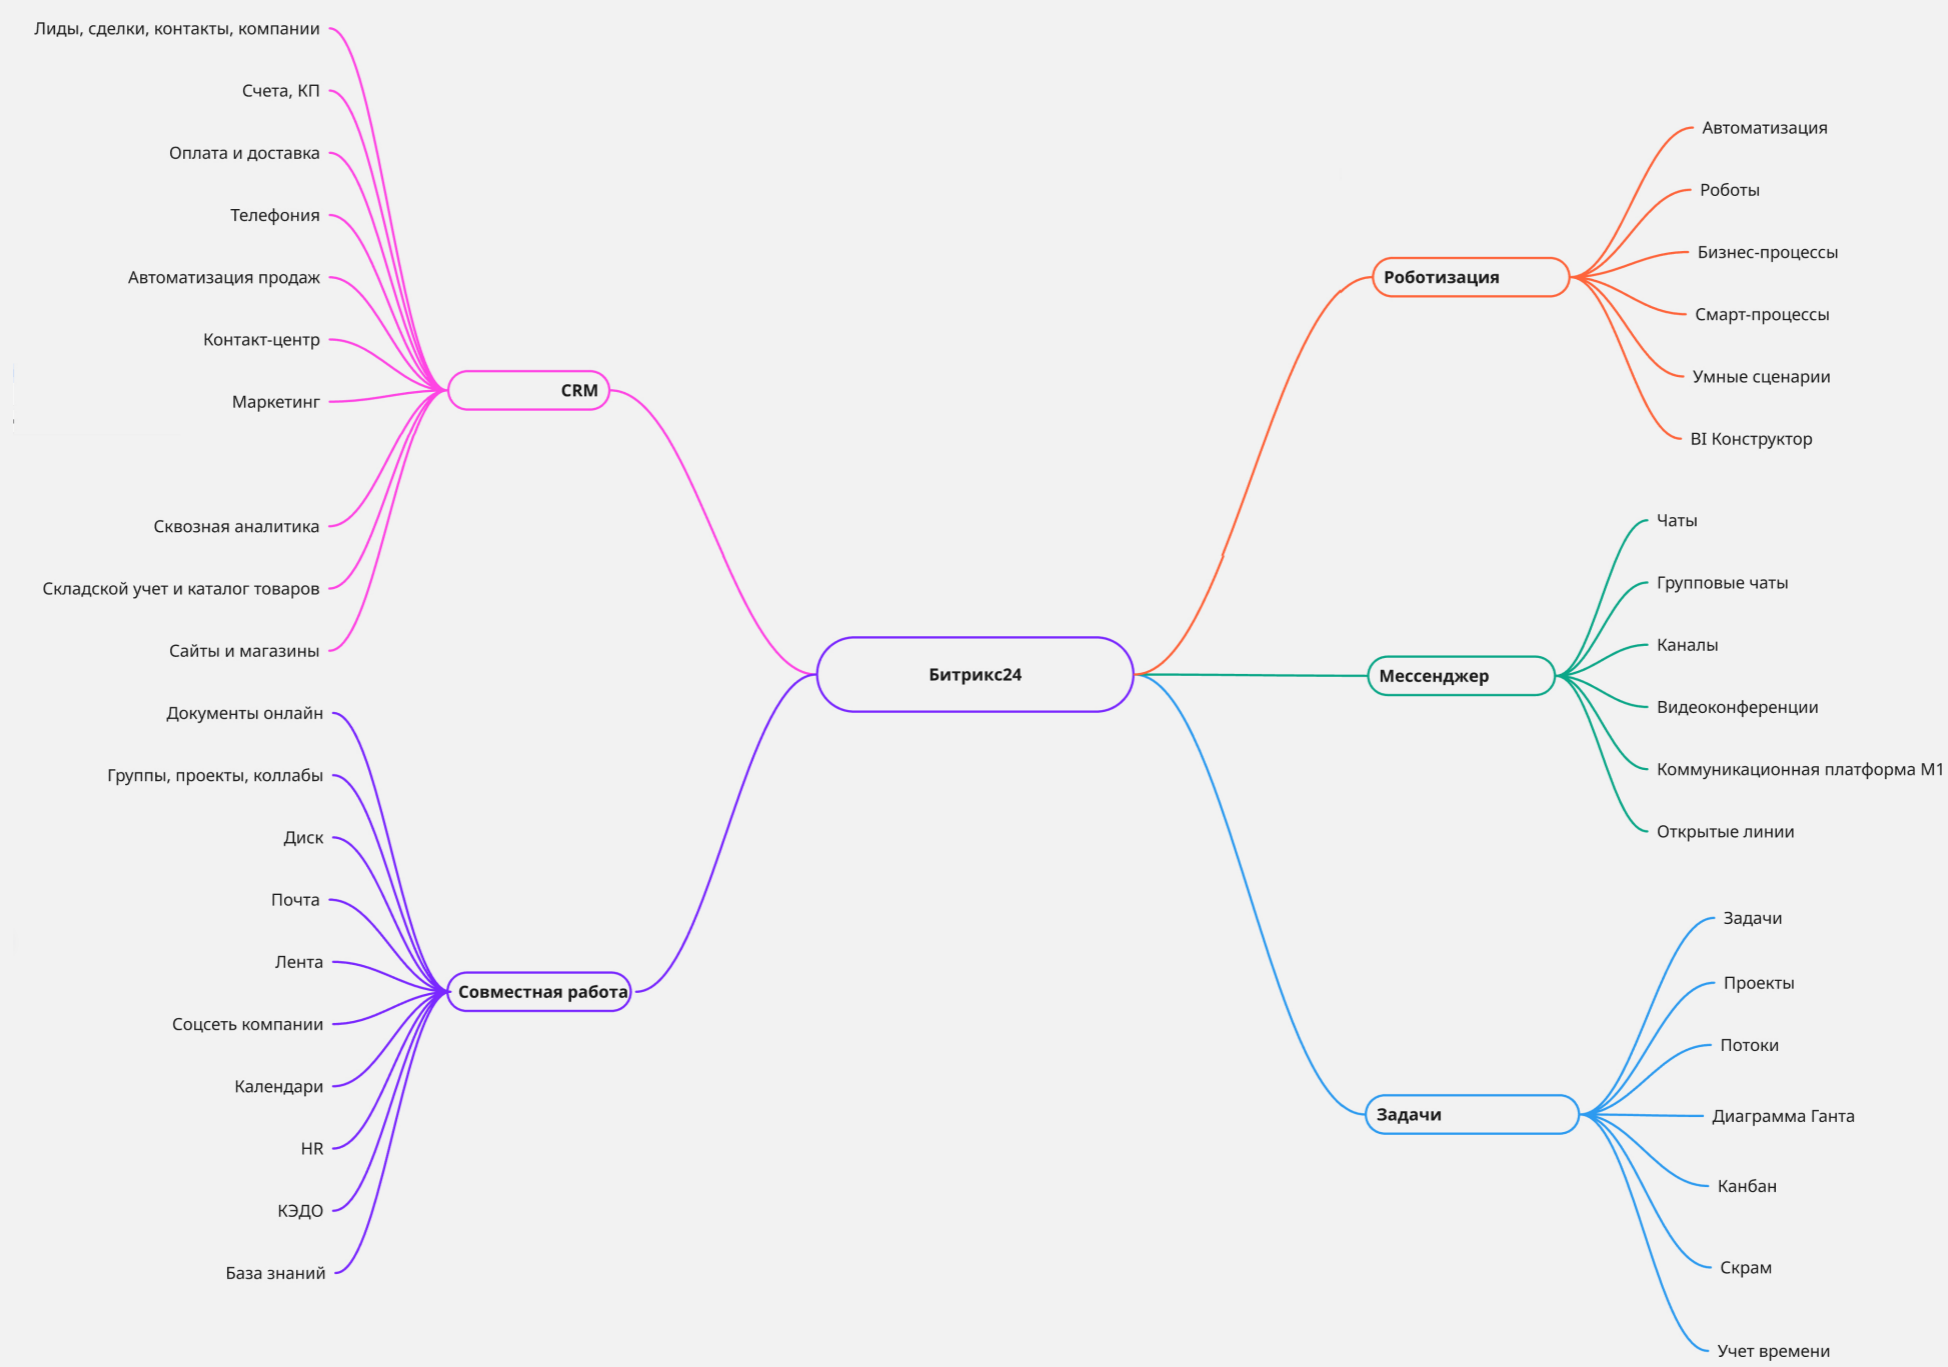 Лиды, сделки, контакты, компании
Счета, КП
Оплата и доставка
Телефония
Автоматизация продаж
Контакт-центр
Маркетинг
CRM
Сквозная аналитика
Складской учет и каталог товаров
Сайты и магазины
Документы онлайн
Группы, проекты, коллабы
Диск
Почта
Лента
Совместная работа
Соцсеть компании
Календари
HR
КЭДО
База знаний
Битрикс24
Автоматизация
Роботы
Бизнес-процессы
Роботизация
Смарт-процессы
Умные сценарии
BI Конструктор
Чаты
Групповые чаты
Каналы
Мессенджер
Видеоконференции
Коммуникационная платформа М1
Открытые линии
Задачи
Проекты
Потоки
Задачи
Диаграмма Ганта
Канбан
Скрам
Учет времени